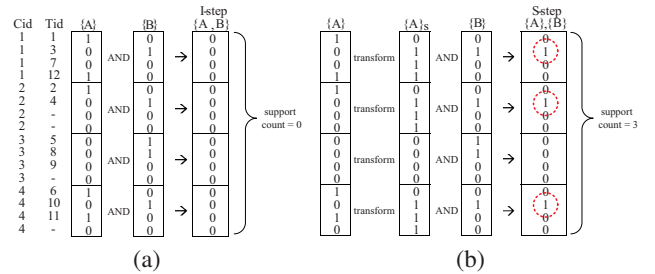 I-step S-step
Cid Tid {A} {B} {A , B} {A} {A}s {B} {A},{B}
1 1 1 0 0 1 0 0 0
1 3 0 1 0 0 1 1 1
AND → transform AND →
1 7 0 0 0 0 1 0 0
1 12 1 0 0 1 1 0 0
2 2 1 0 0 1 0 0 0
2 4 0 1 0 0 1 1 1
AND → transform AND →
2 - 0 0 0 0 1 0 0
2 - 0 0 0 0 1 0 0
support count = 0
support count = 3
3 5 0 1 0 0 0 1 0
3 8 0 1 0 0 0 1 0
AND → transform AND →
3 9 0 0 0 0 0 0 0
3 - 0 0 0 0 0 0 0
4 6 1 0 0 1 0 0 0
4 10 0 1 0 0 1 1 1
AND → transform AND →
4 11 1 0 0 1 1 0 0
4 - 0 0 0 0 1 0 0
(a) (b)